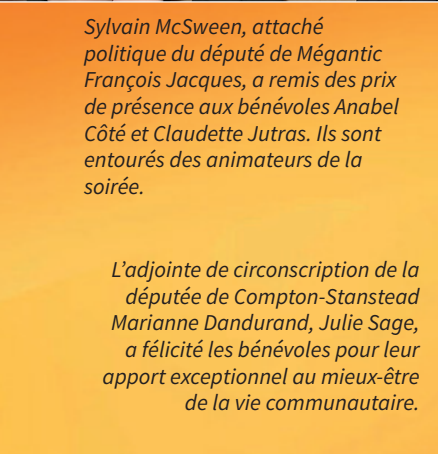 Sylvain McSween, attaché
politique du député de Mégantic
François Jacques, a remis des prix
de présence aux bénévoles Anabel
Côté et Claudette Jutras. Ils sont
entourés des animateurs de la
soirée.
L’adjointe de circonscription de la
députée de Compton-Stanstead
Marianne Dandurand, Julie Sage,
a félicité les bénévoles pour leur
apport exceptionnel au mieux-être
de la vie communautaire.